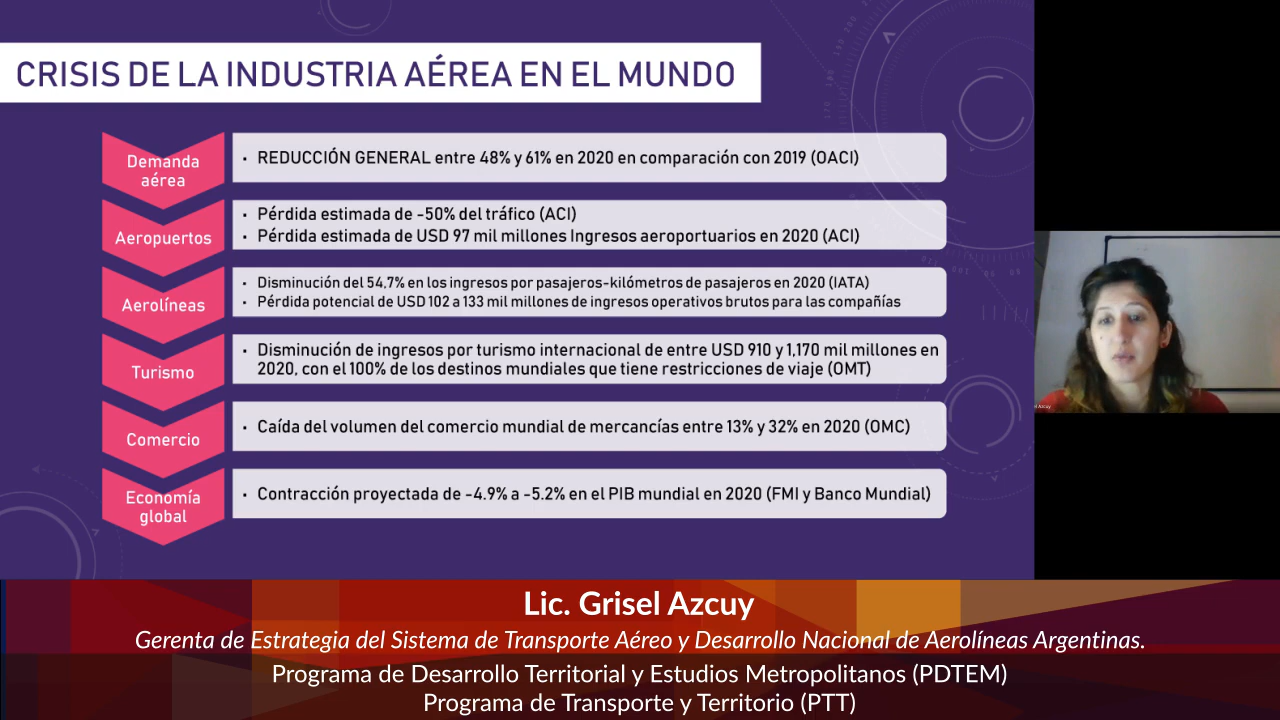 CRISIS DE LA INDUSTRIA AÉREA EN EL MUNDO
Demanda
aérea
• REDUCCIÓN GENERAL entre 48% y 61% en 2020 en comparación con 2019 (OACI)
Aeropuertos
• Pérdida estimada de -50% del tráfico (ACI)
• Pérdida estimada de USD 97 mil millones Ingresos aeroportuarios en 2020 (ACI)
Aerolíneas
• Disminución del 54,7% en los ingresos por pasajeros-kilómetros de pasajeros en 2020 (IATA)
• Pérdida potencial de USD 102 a 133 mil millones de ingresos operativos brutos para las compañías
Turismo
• Disminución de ingresos por turismo internacional de entre USD 910 y 1,170 mil millones en
2020, con el 100% de los destinos mundiales que tiene restricciones de viaje (OMT)
Comercio
• Caída del volumen del comercio mundial de mercancías entre 13% y 32% en 2020 (OMC)
Economía
global
• Contracción proyectada de -4.9% a -5.2% en el PIB mundial en 2020 (FMI y Banco Mundial)
Azcuy
Lic. Grisel Azcuy
Gerenta de Estrategia del Sistema de Transporte Aéreo y Desarrollo Nacional de Aerolíneas Argentinas.
Programa de Desarrollo Territorial y Estudios Metropolitanos (PDTEM)
Programa de Transporte y Territorio (PTT)